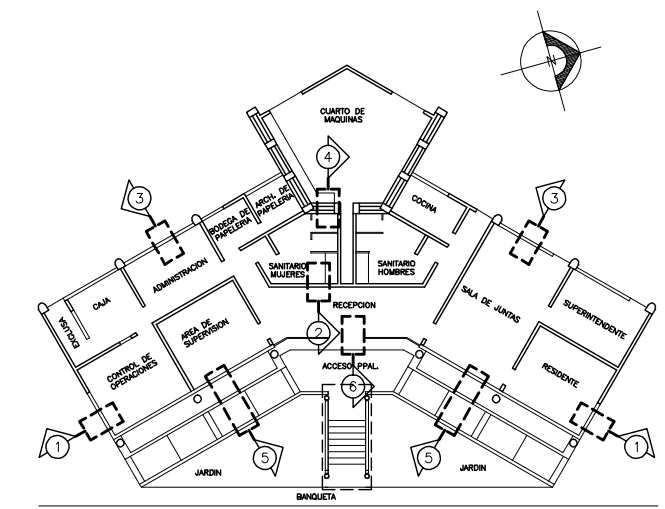 N
CUARTO DE
MAQUINAS
4
3
ARCH. DE
PAPELERIA
BODEGA DE
PAPELERIA
COCINA
3
ADMINISTRACION
SANITARIO
MUJERES
SANITARIO
HOMBRES
CAJA
EXCLUSA
SALA DE JUNTAS
SUPERINTENDENTE
RECEPCION
AREA DE
SUPERVISION
2
CONTROL DE
OPERACIONES
RESIDENTE
ACCESO PPAL.
6
1
5
5
1
JARDIN
JARDIN
BANQUETA